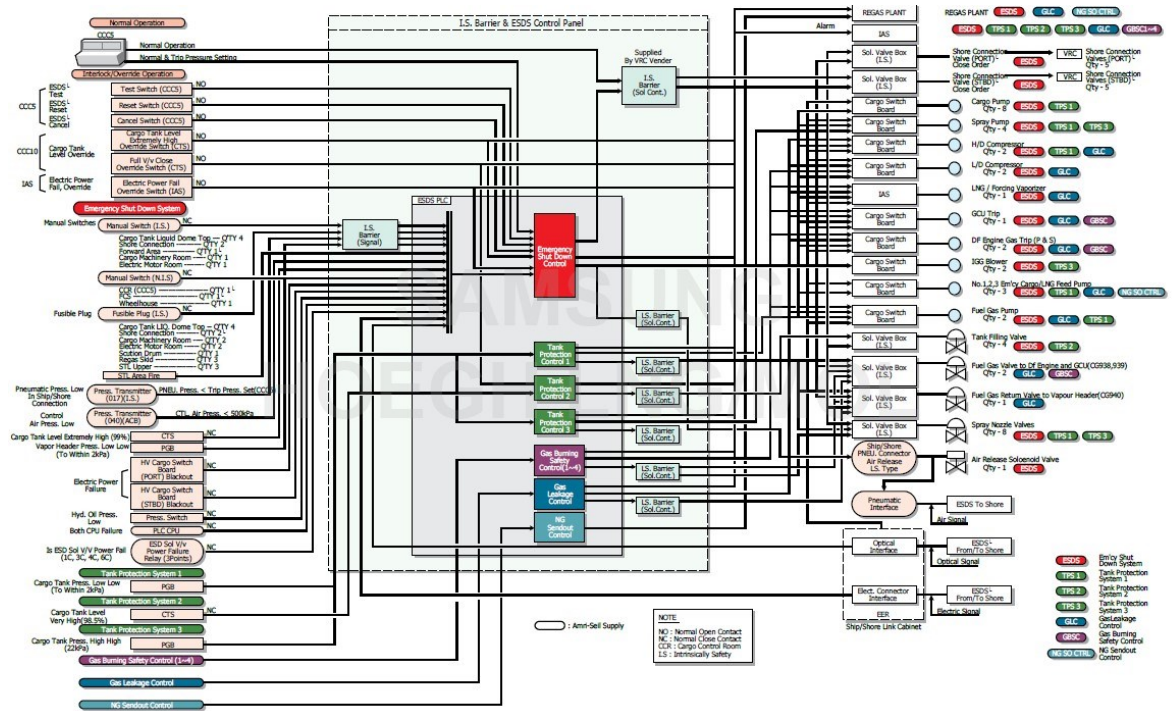 Normal Operation
CCCS
Normal Operation
Normal & Trip Pressure Setting
Interlock/Override Operation
CCCS
ESDS Test
ESDS Reset
ESDS Cancel
Test Switch (CCCS)
NO
Reset Switch (CCCS)
NO
Cancel Switch (CCCS)
NO
CCC10
Cargo Tank
Level Override
Cargo Tank Level
Extremely High
Override Switch (CTS)
NO
Full V/v Close
Override Switch (CTS)
NO
IAS
Electric Power
Fail, Override
Electric Power Fail
Override Switch (IAS)
NO
Emergency Shut Down System
Manual Switches
Manual Switch (I.S.)
NC
Cargo Tank Liquid Dome Top - Q'TY 4
Shore Connection - Q'TY 2
Forward Area - Q'TY 1
Cargo Machinery Room - Q'TY 1
Electric Motor Room - Q'TY 1
Manual Switch (N.I.S)
NC
CCR (CCCS) - Q'TY 1
FCS - Q'TY 1
Wheelhouse - Q'TY 1
Fusible Plug
Fusible Plug (I.S.)
NC
Cargo Tank LIQ. Dome Top - Q'TY 4
Shore Connection - Q'TY 2
Cargo Machinery Room - Q'TY 2
Electric Motor Room - Q'TY 2
Scution Drum - Q'TY 1
Regas Skid - Q'TY 3
STL Upper - Q'TY 3
STL Area Fire
Pneumatic Press. Low
In Ship/Shore
Connection
Press. Transmitter
(017)(I.S.)
PNEU. Press. < Trip Press. Set(CCCS)
Control
Air Press. Low
Press. Transmitter
(040)(ACB)
CTL. Air Press. < 500kPa
Cargo Tank Level Extremely High (99%)
CTS
NC
Vapor Header Press. Low Low
(To Within 2kPa)
PGB
NC
Electric Power
Failure
HV Cargo Switch
Board
(PORT) Blackout
NC
HV Cargo Switch
Board
(STBD) Blackout
NC
Hyd. Oil Press.
Low
Press. Switch
NC
Both CPU Failure
PLC CPU
NC
Is ESD Sol V/V Power Fail
(1C, 3C, 4C, 6C)
ESD Sol V/v
Power Failure
Relay (3Points)
NC
Tank Protection System 1
Cargo Tank Press. Low Low
(To Within 2kPa)
PGB
NC
Tank Protection System 2
Cargo Tank Level
Very High(98.5%)
CTS
NC
Tank Protection System 3
Cargo Tank Press, High High
(22kPa)
PGB
Gas Burning Safety Control (1~4)
Gas Leakage Control
NG Sendout Control
I.S. Barrier & ESDS Control Panel
Supplied
By VRC Vender
I.S.
Barrier
(Sol Cont.)
ESDS PLC
I.S.
Barrier
(Signal)
Emergency
Shut Down
Control
Tank
Protection
Control 1
Tank
Protection
Control 2
Tank
Protection
Control 3
Gas Burning
Safety
Control(1~4)
Gas
Leakage
Control
NG
Sendout
Control
I.S. Barrier
(Sol.Cont.)
I.S. Barrier
(Sol.Cont.)
I.S. Barrier
(Sol.Cont.)
I.S. Barrier
(Sol.Cont.)
I.S. Barrier
(Sol.Cont.)
I.S. Barrier
(Sol.Cont.)
SAMSUNG
: Amri-Seil Supply
NOTE
NO : Normal Open Contact
NC : Normal Close Contact
CCR : Cargo Control Room
I.S : Intrinsically Safety
Alarm
REGAS PLANT
REGAS PLANT ESDS GLC NG SO CTRL
IAS
ESDS TPS 1 TPS 2 TPS 3 GLC GBSC1~4
Sol. Valve Box
(I.S.)
Shore Connection
Valve (PORT)
Close Order
ESDS
VRC
Shore Connection
Valves (PORT)
Qty - 5
Sol. Valve Box
(I.S.)
Shore Connection
Valve (STBD)
Close Order
ESDS
VRC
Shore Connection
Valves (STBD)
Qty - 5
Cargo Switch
Board
Cargo Pump
Qty - 8 ESDS TPS 1
Cargo Switch
Board
Spray Pump
Qty - 4 ESDS TPS 1 TPS 3
Cargo Switch
Board
H/D Compressor
Qty - 2 ESDS TPS 1 GLC
Cargo Switch
Board
L/D Compressor
Qty - 2 ESDS GLC
IAS
LNG / Forcing Vaporizer
Qty - 1 ESDS GLC
Cargo Switch
Board
GCU Trip
Qty - 1 ESDS GLC GBSC
Cargo Switch
Board
DF Engine Gas Trip (P & S)
Qty - 2 ESDS GLC GBSC
Cargo Switch
Board
IGG Blower
Qty - 2 ESDS TPS 3
Cargo Switch
Board
No.1,2,3 Em'cy Cargo/LNG Feed Pump
Qty - 3 ESDS TPS 1 GLC NG SO CTRL
Cargo Switch
Board
Fuel Gas Pump
Qty - 2 ESDS GLC TPS 1
Sol. Valve Box
(I.S.)
Tank Filling Valve
Qty - 4 ESDS TPS 2
Sol. Valve Box
(I.S.)
Fuel Gas Valve to Df Engine and GCU(CG938,939)
Qty - 2 GLC GBSC
Sol. Valve Box
(I.S.)
Fuel Gas Return Valve to Vapour Header(CG940)
Qty - 1 GLC
Sol. Valve Box
(I.S.)
Spray Nozzle Valves
Qty - 8 ESDS TPS 1 TPS 3
Ship/Shore
PNEU. Connector
Air Release
I.S. Type
Air Release Soloenoid Valve
Qty - 1 ESDS
Pneumatic
Interface
ESDS To Shore
Air Signal
Optical
Interface
ESDS
From/To Shore
Optical Signal
Elect. Connector
Interface
ESDS
From/To Shore
Electric Signal
EER
Ship/Shore Link Cabinet
ESDS Em'cy Shut
Down System
TPS 1 Tank Protection
System 1
TPS 2 Tank Protection
System 2
TPS 3 Tank Protection
System 3
GLC GasLeakage
Control
GBSC Gas Burning
Safety Control
NG SO CTRL NG Sendout
Control